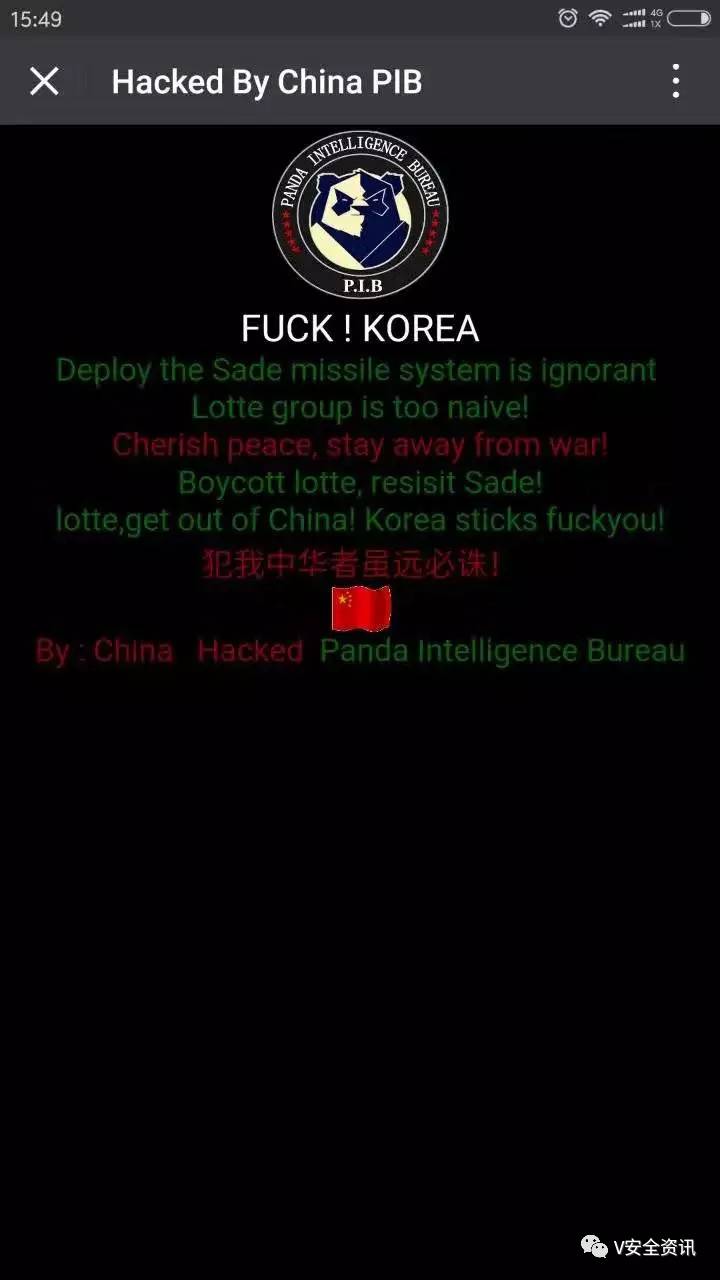 15:49
4G
1X
Hacked By China PIB
PANDA INTELLIGENCE BUREAU
P.I.B
FUCK ! KOREA
Deploy the Sade missile system is ignorant
Lotte group is too naive!
Cherish peace, stay away from war!
Boycott lotte, resisit Sade!
lotte,get out of China! Korea sticks fuckyou!
犯我中华者虽远必诛!
By : China Hacked Panda Intelligence Bureau
V安全资讯